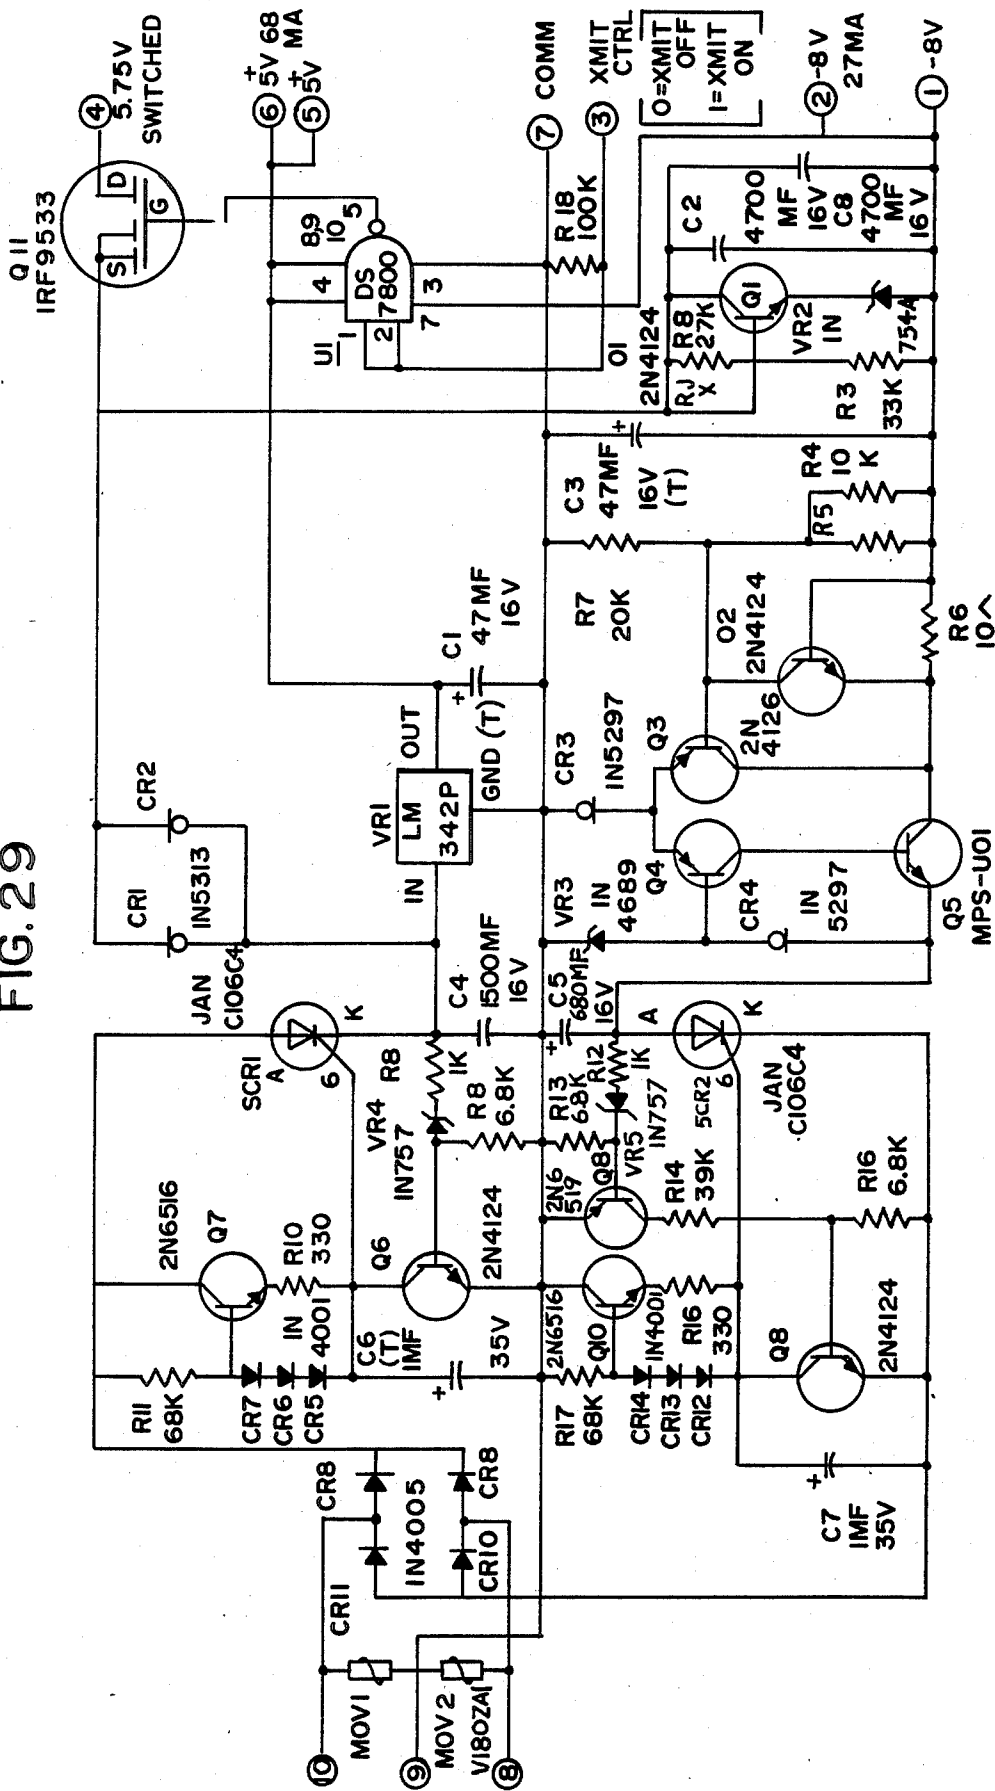 FIG. 29
Q11
IRF9533
S
D
G
④
5.75V
SWITCHED
⑥
+
5V 68
⑤
+
5V MA
CR1
CR2
IN5313
JAN
C106C4
SCR1
A
6
K
2N6516
Q7
R11
68K
R10
330
IN
4001
CR7
CR6
CR5
C6
(T)
1MF
+
35V
Q6
2N4124
VR4
IN757
R8
1K
R8
6.8K
C4
1500MF
16V
VR1
LM
342P
IN
OUT
GND
C1
47MF
16V
+
(T)
U1
1
2
4
8,9
10
5
DS
7800
3
7
R18
100K
⑦ COMM
③ XMIT
CTRL
O=XMIT
OFF
1=XMIT
ON
②-8V
27MA
①-8V
CR8
CR8
IN4005
CR11
CR10
⑩
MOV1
⑨
MOV2
V180ZA1
⑧
2N6516
Q10
R17
68K
IN4001
CR14
CR13
CR12
R16
330
2N6
519
Q8
R13
68K
R12
1K
VR5
IN757
R14
39K
+
C5
680MF
16V
A
K
5CR2
6
JAN
C106C4
Q8
2N4124
R16
6.8K
+
C7
1MF
35V
VR3
IN
4689
Q4
CR3
IN5297
Q3
2N
4126
CR4
IN
5297
Q5
MPS-U01
R7
20K
O2
2N4124
R6
10^
C3
47MF
16V
(T)
+
R5
R4
10
K
O1
2N4124
RJ
X
R8
27K
Q1
VR2
IN
754A
R3
33K
C2
4700
MF
16V
C8
4700
MF
16V